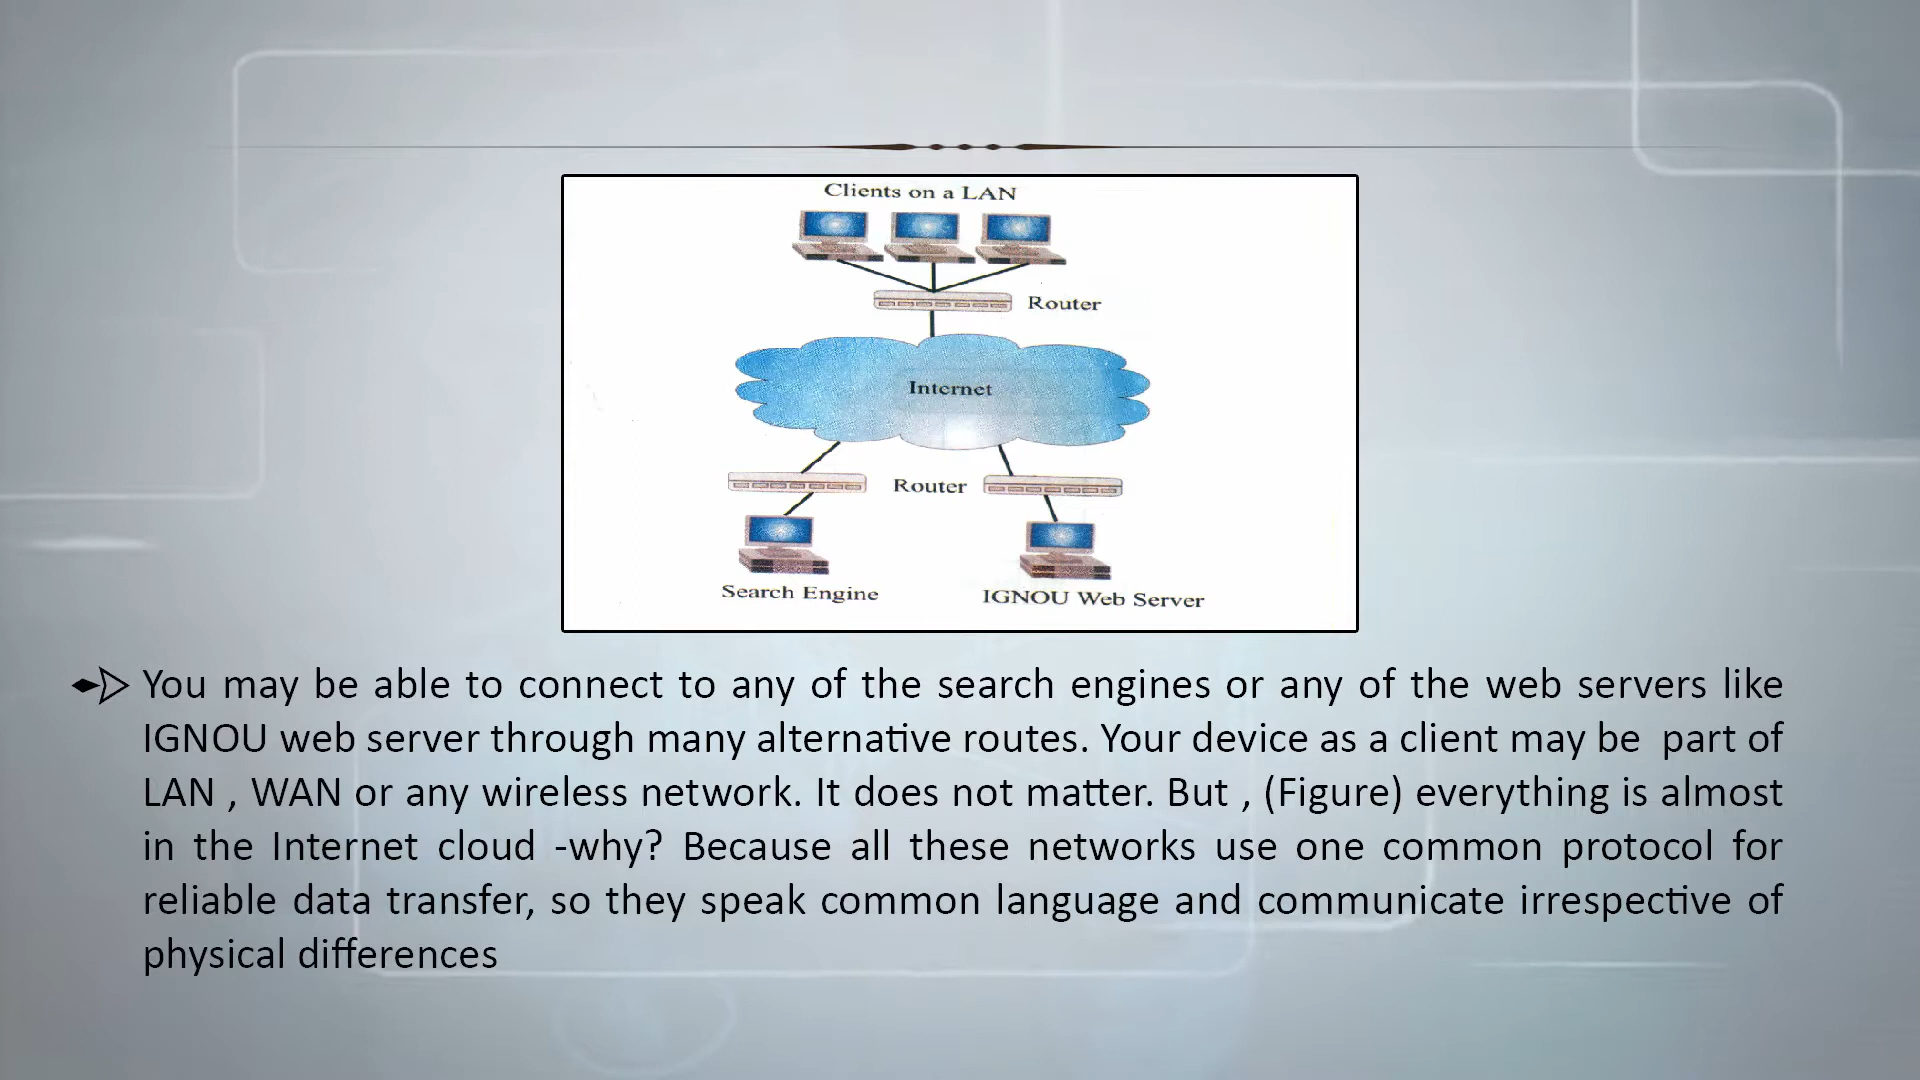 Clients on a LAN
Router
Internet
Router
Search Engine
IGNOU Web Server
You may be able to connect to any of the search engines or any of the web servers like
IGNOU web server through many alternative routes. Your device as a client may be  part of
LAN , WAN or any wireless network. It does not matter. But , (Figure) everything is almost
in the Internet cloud -why? Because all these networks use one common protocol for
reliable data transfer, so they speak common language and communicate irrespective of
physical differences